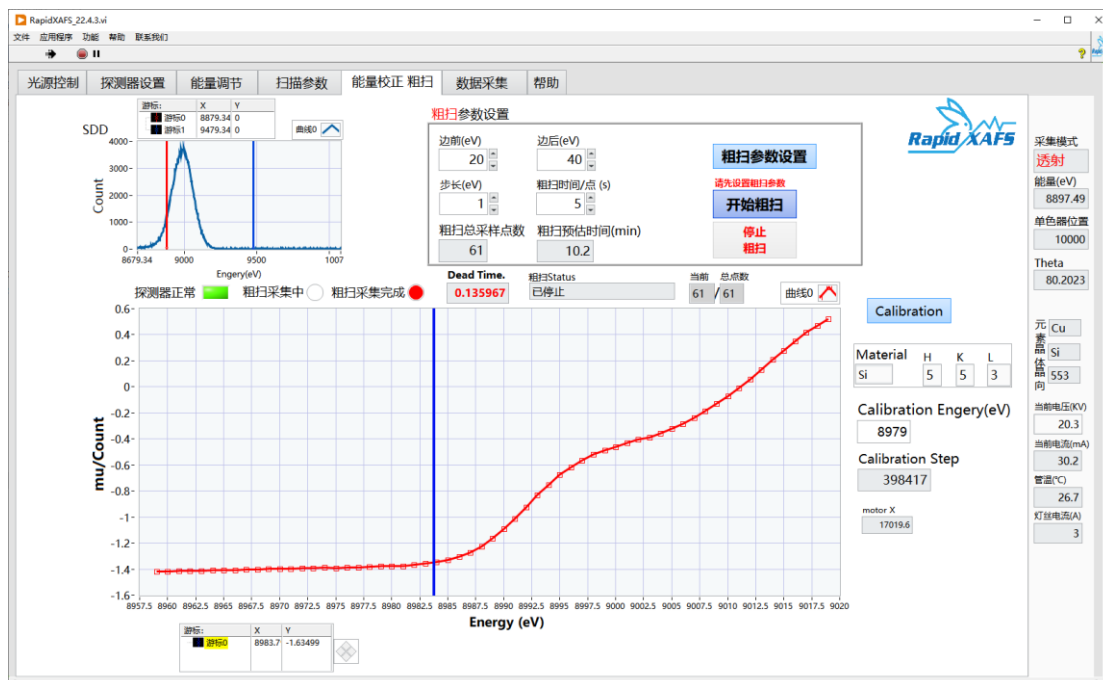 RapidXAFS_22.4.3.vi
文件 应用程序 功能 帮助 联系我们
光源控制 探测器设置 能量调节 扫描参数 能量校正 粗扫 数据采集 帮助
SDD
游标: X Y
游标0 8879.34 0
游标1 9479.34 0
曲线0
Count
4000
3000
2000
1000
0
8679.34 9000 9500 1007
Engery(eV)
粗扫参数设置
边前(eV) 边后(eV)
20 40
步长(eV) 粗扫时间/点 (s)
1 5
粗扫总采样点数 粗扫预估时间(min)
61 10.2
粗扫参数设置
请先设置粗扫参数
开始粗扫
停止
粗扫
Rapid XAFS
探测器正常 粗扫采集中 粗扫采集完成
Dead Time.
0.135967
粗扫Status
已停止
当前 总点数
61 / 61
曲线0
mu/Count
0.6
0.4
0.2
0
-0.2
-0.4
-0.6
-0.8
-1
-1.2
-1.4
-1.6
8957.5 8960 8962.5 8965 8967.5 8970 8972.5 8975 8977.5 8980 8982.5 8985 8987.5 8990 8992.5 8995 8997.5 9000 9002.5 9005 9007.5 9010 9012.5 9015 9017.5 9020
Energy (eV)
游标: X Y
游标0 8983.7 -1.63499
Calibration
Material H K L
Si 5 5 3
Calibration Engery(eV)
8979
Calibration Step
398417
motor X
17019.6
采集模式
透射
能量(eV)
8897.49
单色器位置
10000
Theta
80.2023
元素 Cu
晶体 Si
晶向 553
当前电压(KV)
20.3
当前电流(mA)
30.2
管温(℃)
26.7
灯丝电流(A)
3